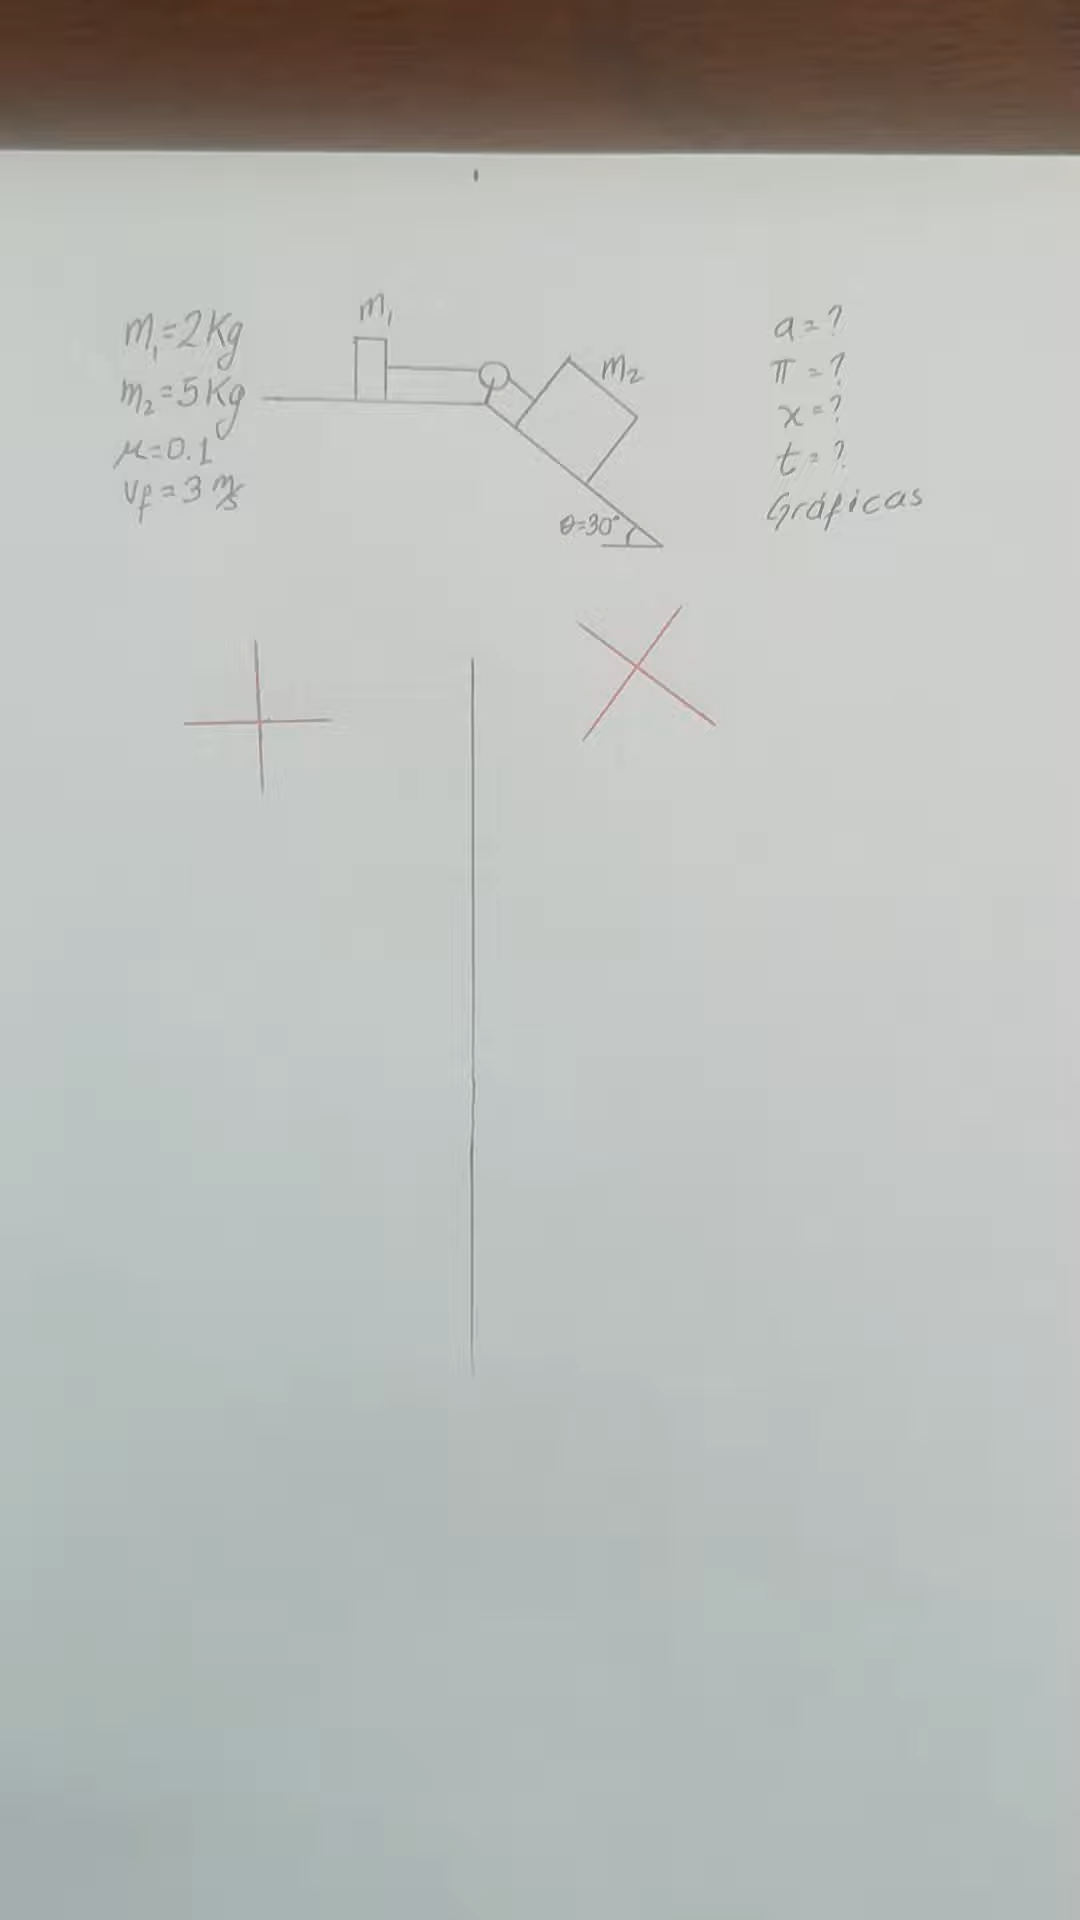 m₁=2Kg
m₂=5Kg
μ=0.1
Vf=3 m/s
m₁
m₂
θ=30°
a=?
π=?
x=?
t=?
Gráficas